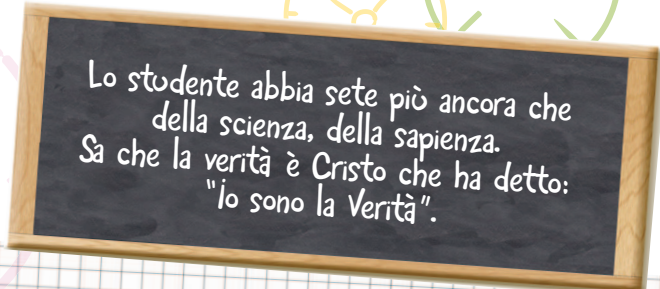 Lo studente abbia sete più ancora che
della scienza, della sapienza.
Sa che la verità è Cristo che ha detto:
"Io sono la Verità".